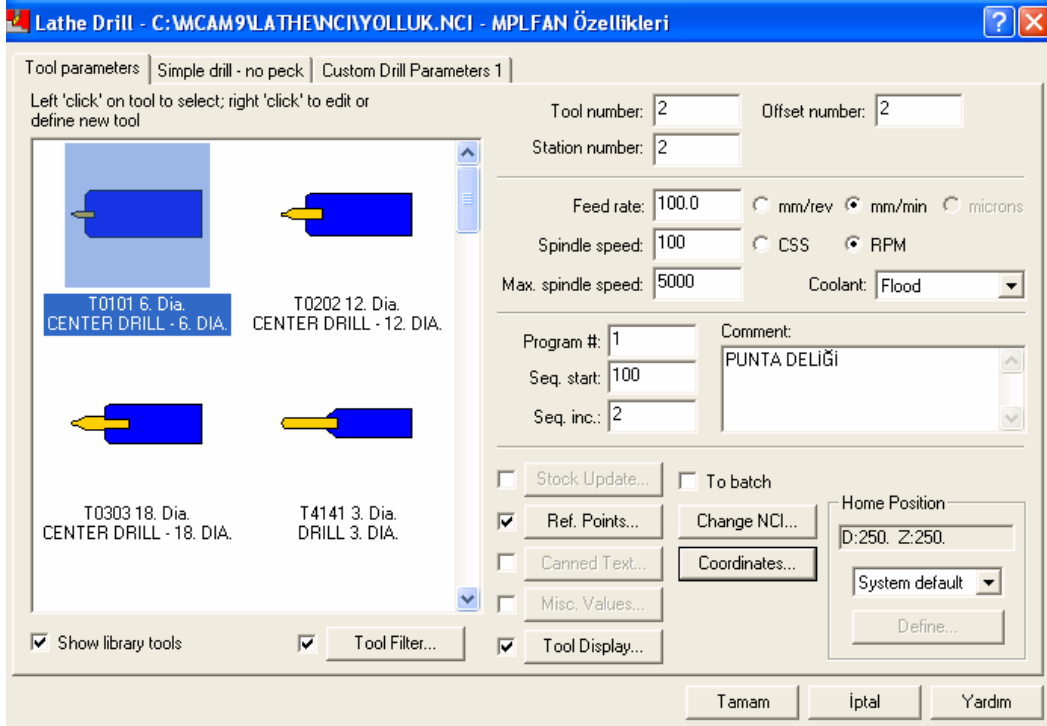 Lathe Drill - C:\MCAM9\LATHE\NCI\YOLLUK.NCI - MPLFAN Özellikleri
Tool parameters Simple drill - no peck Custom Drill Parameters 1
Left 'click' on tool to select; right 'click' to edit or
define new tool
T0101 6. Dia.
CENTER DRILL - 6. DIA.
T0202 12. Dia.
CENTER DRILL - 12. DIA.
T0303 18. Dia.
CENTER DRILL - 18. DIA.
T4141 3. Dia.
DRILL 3. DIA.
Show library tools
Tool Filter...
Tool number: 2 Offset number: 2
Station number: 2
Feed rate: 100.0 mm/rev mm/min microns
Spindle speed: 100 CSS RPM
Max. spindle speed: 5000 Coolant: Flood
Program #: 1
Seq. start: 100
Seq. inc.: 2
Comment:
PUNTA DELİĞİ
Stock Update... To batch
Ref. Points... Change NCI...
Canned Text... Coordinates...
Misc. Values...
Tool Display...
Home Position
D:250. Z:250.
System default
Define...
Tamam İptal Yardım